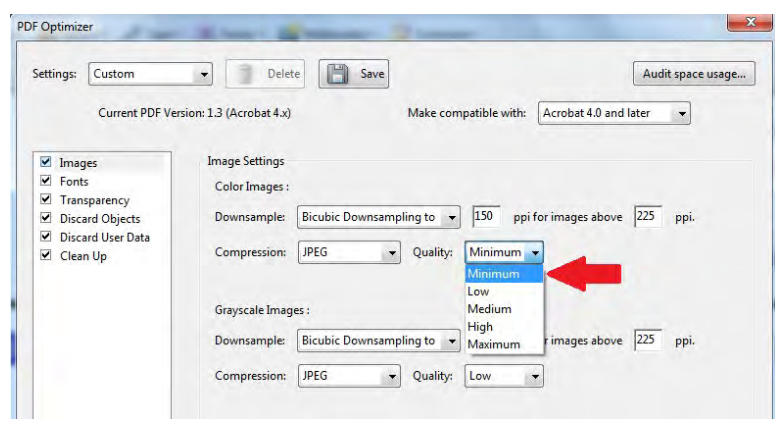 PDF Optimizer
Settings: Custom Delete Save Audit space usage...
Current PDF Version: 1.3 (Acrobat 4.x) Make compatible with: Acrobat 4.0 and later
Images
Fonts
Transparency
Discard Objects
Discard User Data
Clean Up
Image Settings
Color Images :
Downsample: Bicubic Downsampling to 150 ppi for images above 225 ppi.
Compression: JPEG Quality: Minimum
Minimum
Low
Medium
High
Maximum
Grayscale Images :
Downsample: Bicubic Downsampling to r images above 225 ppi.
Compression: JPEG Quality: Low